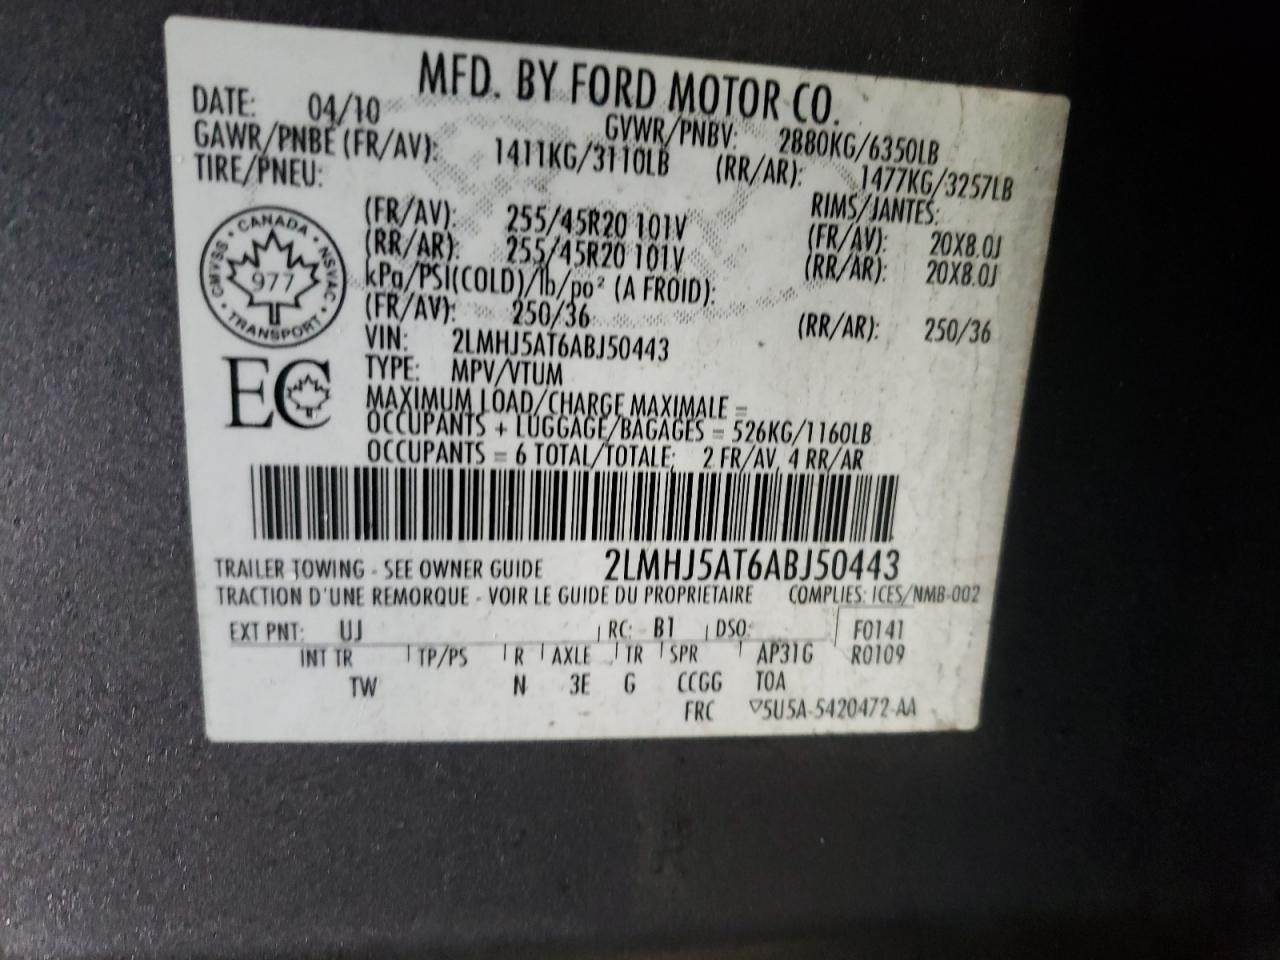 MFD. BY FORD MOTOR CO.
DATE: 04/10 GVWR/PNBV: 2880KG/6350LB
GAWR/PNBE (FR/AV): 1411KG/3110LB (RR/AR): 1477KG/3257LB
TIRE/PNEU: RIMS/JANTES:
(FR/AV): 255/45R20 101V (FR/AV): 20X8.0J
(RR/AR): 255/45R20 101V (RR/AR): 20X8.0J
kPa/PSI(COLD)/lb/po² (A FROID):
(FR/AV): 250/36 (RR/AR): 250/36
CANADA • NSVAC • TRANSPORT • CMVSS •
977
VIN: 2LMHJ5AT6ABJ50443
TYPE: MPV/VTUM
EC
MAXIMUM LOAD/CHARGE MAXIMALE =
OCCUPANTS + LUGGAGE/BAGAGES = 526KG/1160LB
OCCUPANTS = 6 TOTAL/TOTALE; 2 FR/AV, 4 RR/AR
TRAILER TOWING - SEE OWNER GUIDE 2LMHJ5AT6ABJ50443
TRACTION D'UNE REMORQUE - VOIR LE GUIDE DU PROPRIETAIRE COMPLIES: ICES/NMB-002
EXT PNT: UJ RC: B1 DSO: F0141
INT TR TP/PS R AXLE TR SPR AP31G R0109
TW N 3E G CCGG TOA
FRC ▽5U5A-5420472-AA